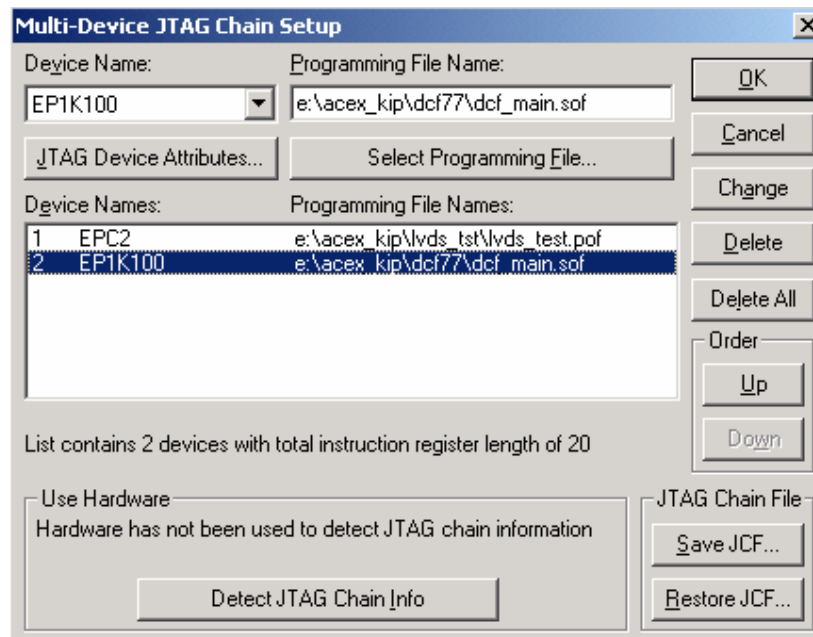 Multi-Device JTAG Chain Setup
Device Name:
Programming File Name:
EP1K100
e:\acex_kip\dcf77\dcf_main.sof
JTAG Device Attributes...
Select Programming File...
Device Names:
Programming File Names:
1 EPC2 e:\acex_kip\lvds_tst\lvds_test.pof
2 EP1K100 e:\acex_kip\dcf77\dcf_main.sof
OK
Cancel
Change
Delete
Delete All
Order
Up
Down
List contains 2 devices with total instruction register length of 20
Use Hardware
Hardware has not been used to detect JTAG chain information
Detect JTAG Chain Info
JTAG Chain File
Save JCF...
Restore JCF...